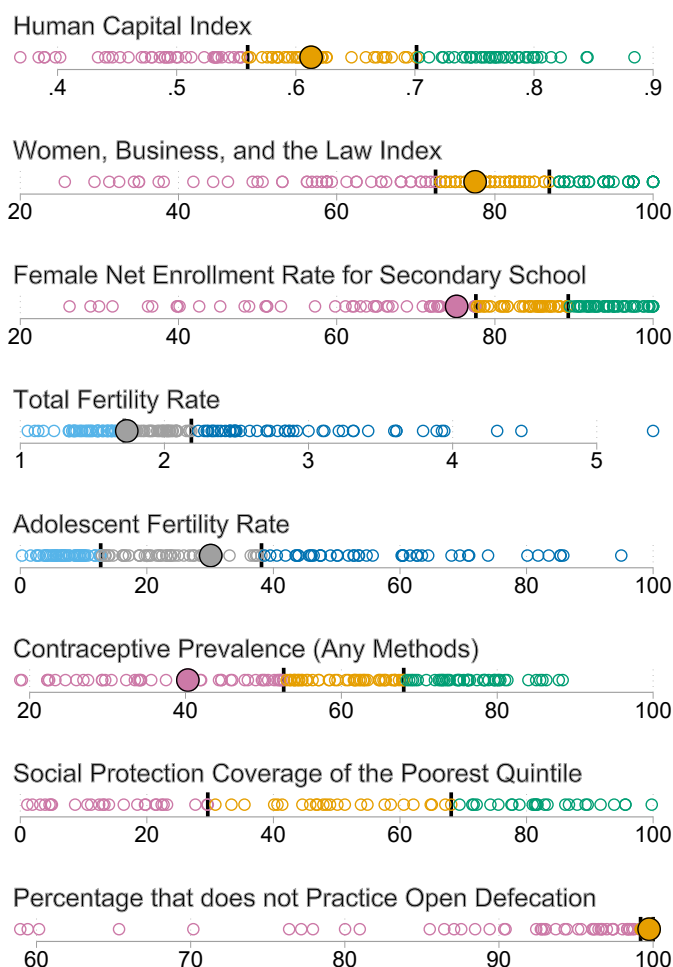 Human Capital Index
.4 .5 .6 .7 .8 .9
Women, Business, and the Law Index
20 40 60 80 100
Female Net Enrollment Rate for Secondary School
20 40 60 80 100
Total Fertility Rate
1 2 3 4 5
Adolescent Fertility Rate
0 20 40 60 80 100
Contraceptive Prevalence (Any Methods)
20 40 60 80 100
Social Protection Coverage of the Poorest Quintile
0 20 40 60 80 100
Percentage that does not Practice Open Defecation
60 70 80 90 100